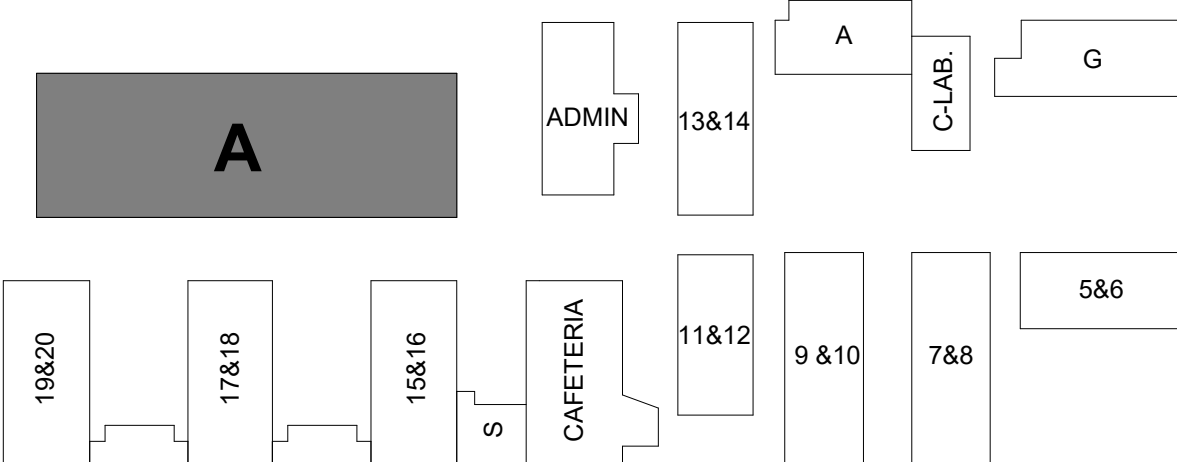 A
G
C-LAB.
A
ADMIN
13&14
5&6
11&12
9 &10
7&8
19&20
17&18
15&16
CAFETERIA
S